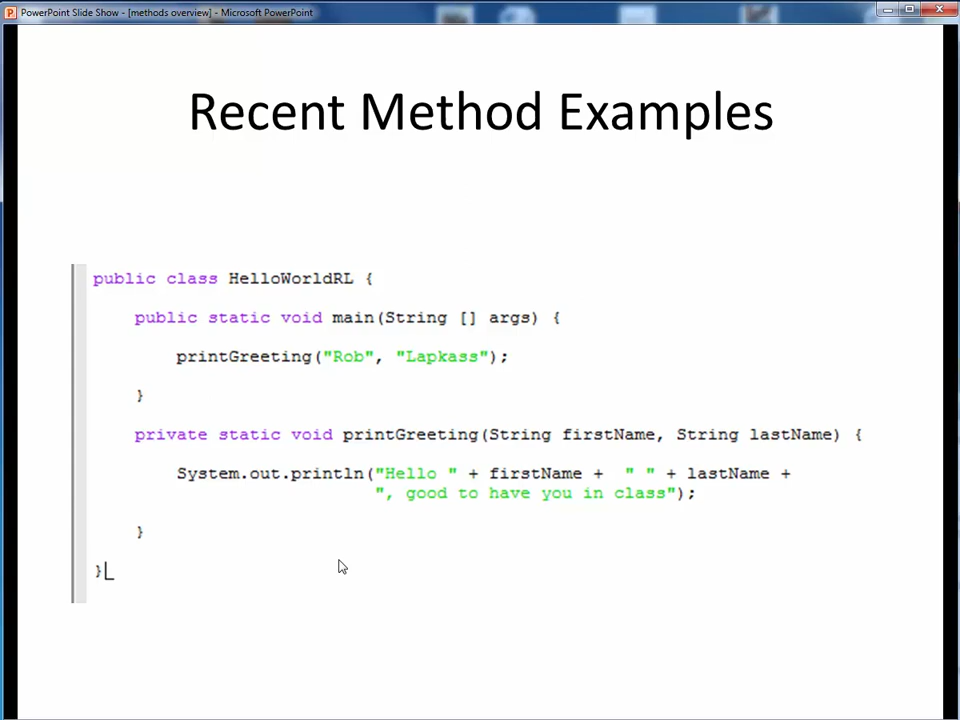 PowerPoint Slide Show - [methods overview] - Microsoft PowerPoint
Recent Method Examples
public class HelloWorldRL {
public static void main(String [] args) {
printGreeting("Rob", "Lapkass");
}
private static void printGreeting(String firstName, String lastName) {
System.out.println("Hello " + firstName + " " + lastName +
", good to have you in class");
}
}